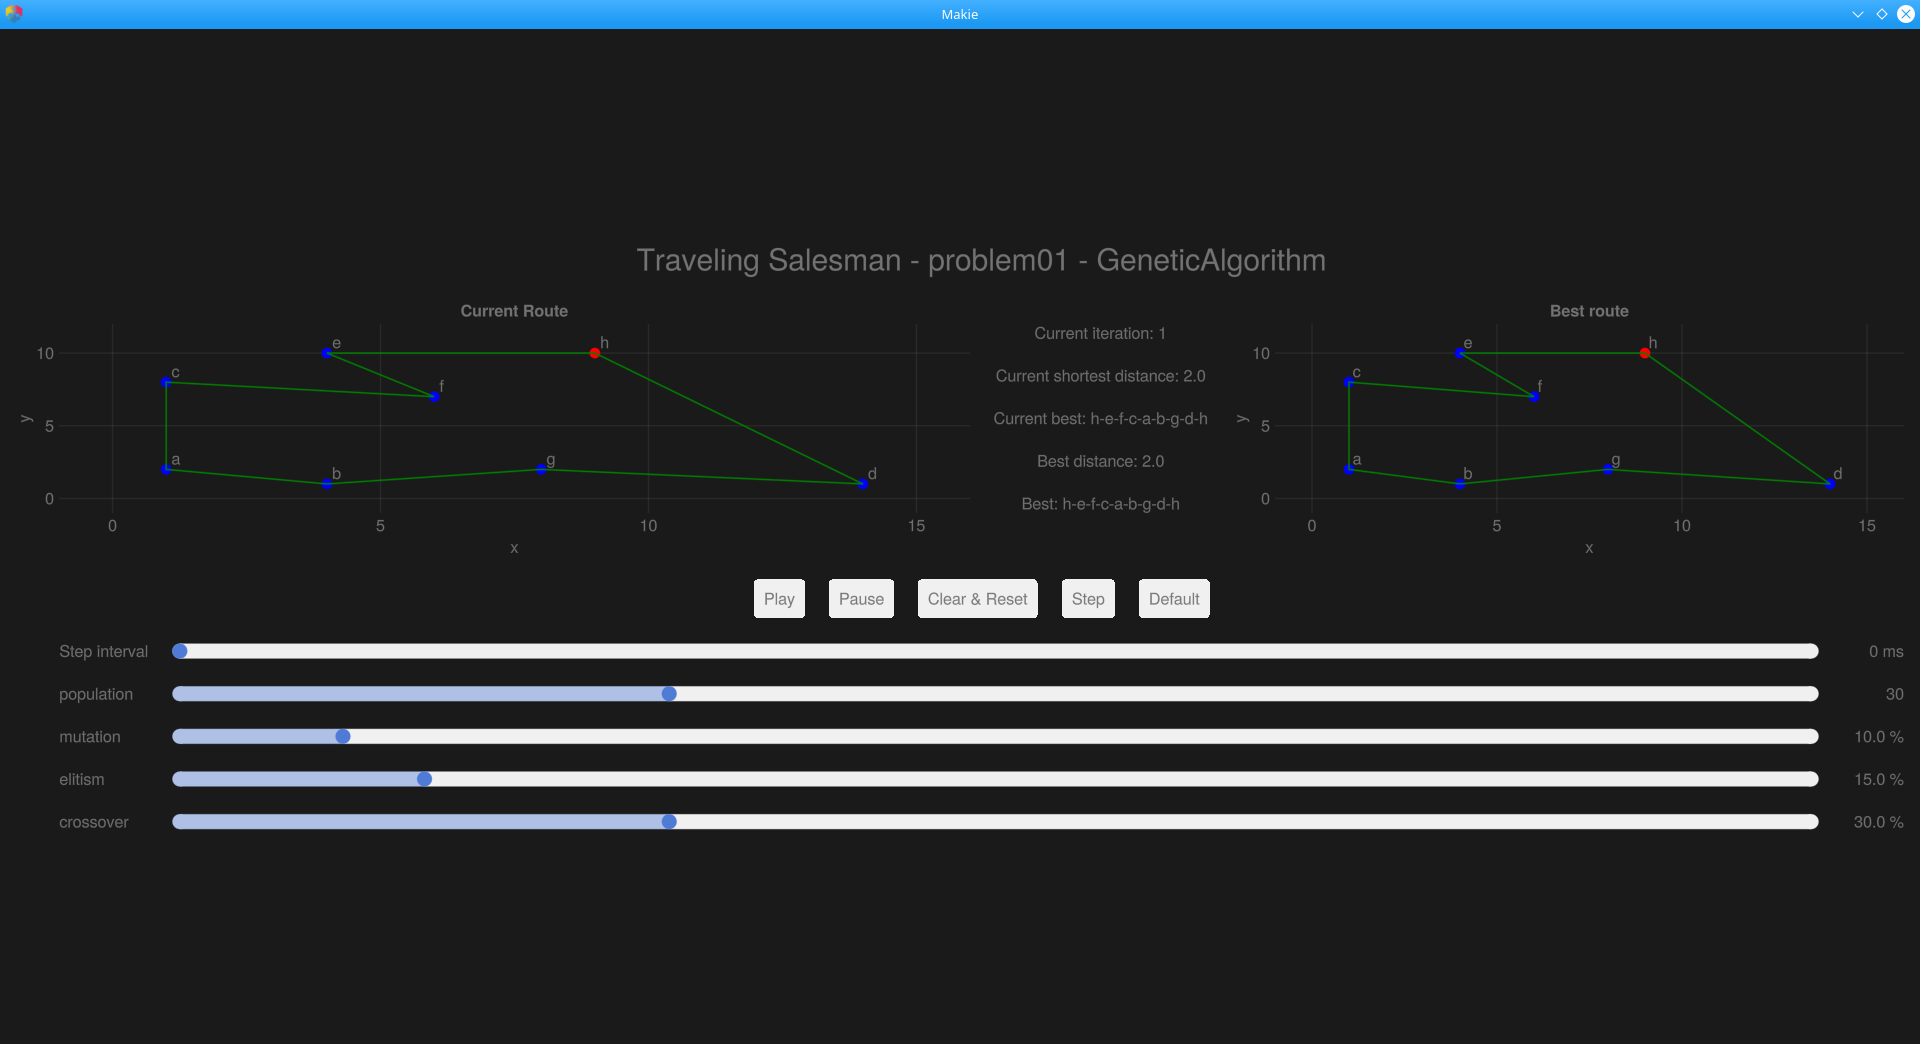 Makie
Traveling Salesman - problem01 - GeneticAlgorithm
Current Route
e
h
10
c
f
y
5
a
g
b
d
0
0 5 10 15
x
Current iteration: 1
Current shortest distance: 2.0
Current best: h-e-f-c-a-b-g-d-h
Best distance: 2.0
Best: h-e-f-c-a-b-g-d-h
Best route
e
h
10
c
f
y
5
a
g
b
d
0
0 5 10 15
x
Play Pause Clear & Reset Step Default
Step interval 0 ms
population 30
mutation 10.0 %
elitism 15.0 %
crossover 30.0 %